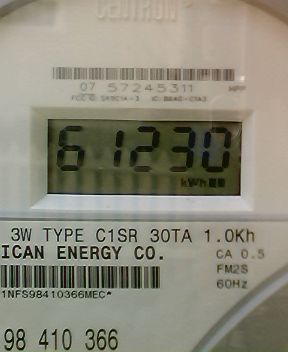 CENTRON
07 57245311
61230
kWh
3W TYPE C1SR 30TA 1.0Kh
ICAN ENERGY CO.
CA 0.5
FM2S
60Hz
1NFS98410366MEC*
98 410 366